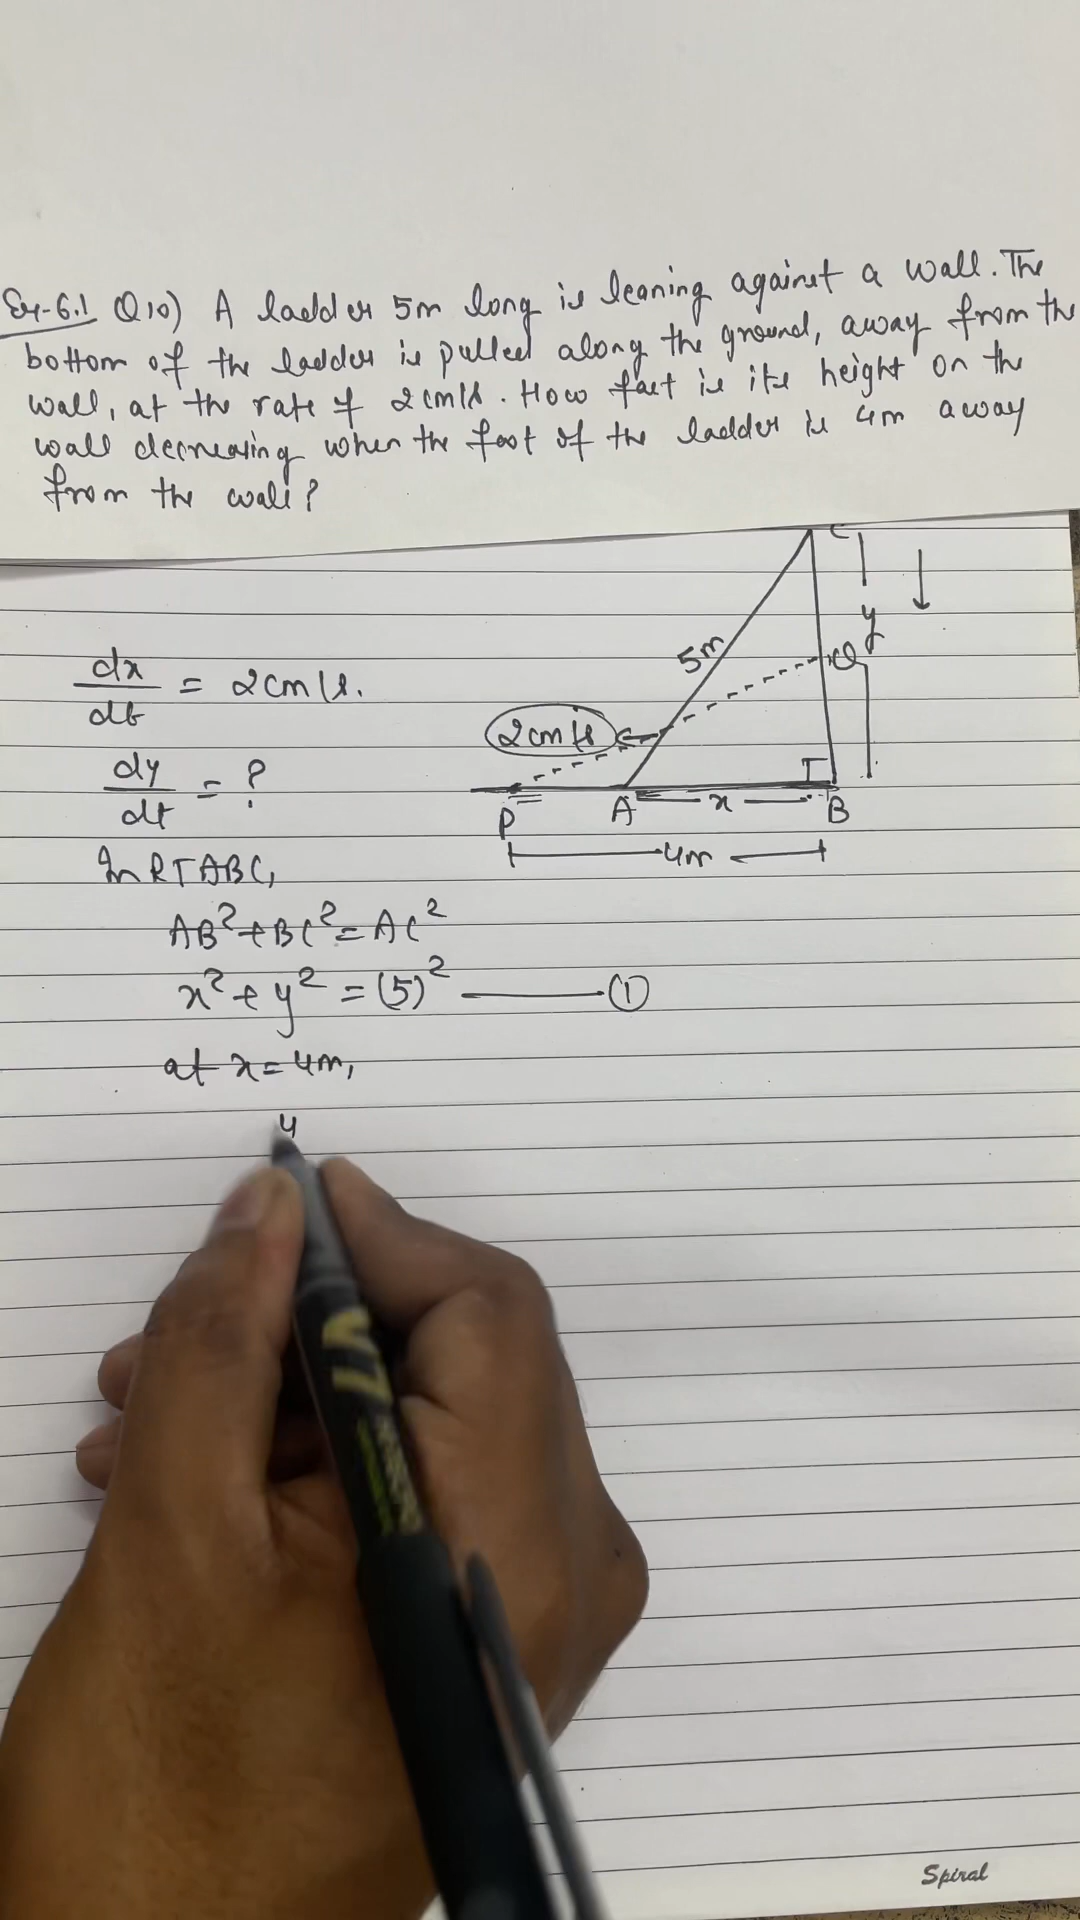 Ex-6.1 Q10) A ladder 5m long is leaning against a wall. The
bottom of the ladder is pulled along the ground, away from the
wall, at the rate of 2cm/s. How fast is its height on the
wall decreasing when the foot of the ladder is 4m away
from the wall?
C
y
5m
Q
dx/dt = 2cm/s.
2cm/s
P A x B
4m
dy/dt = ?
In RT ABC,
AB² + BC² = AC²
x² + y² = (5)² ①
at x = 4m,
4
V7
Spiral